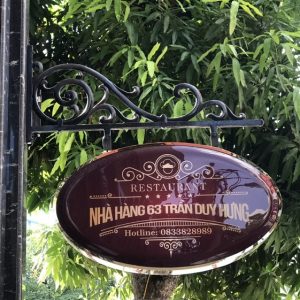 RESTAURANT
NHÀ HÀNG 63 TRẦN DUY HƯNG
Hotline: 0833828989